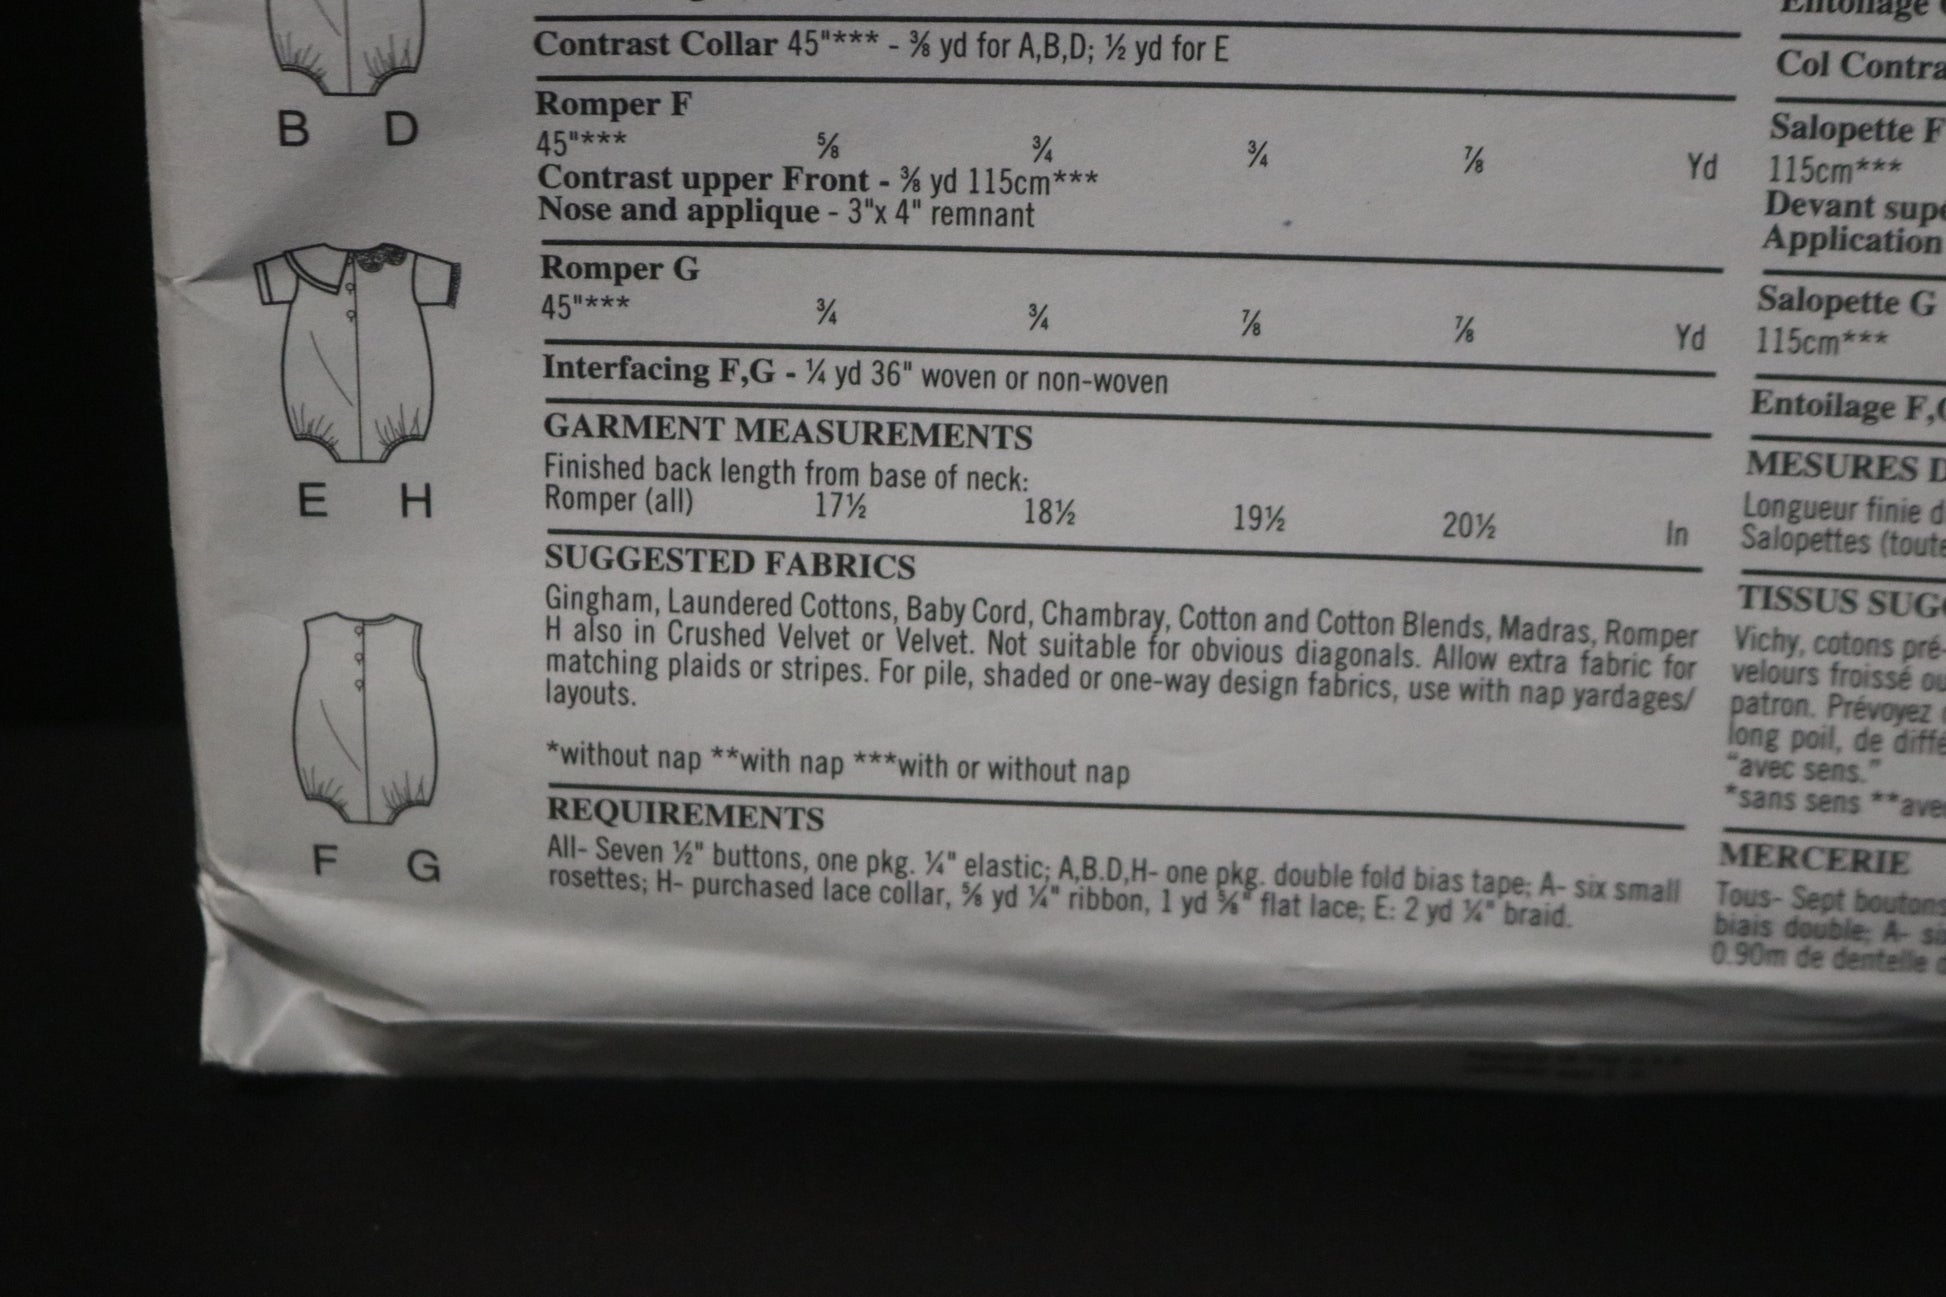 Contrast Collar 45"*** - ⅜ yd for A,B,D; ½ yd for E
Romper F
45"*** ⅝ ¾ ¾ ⅞ Yd
Contrast upper Front - ⅜ yd 115cm***
Nose and applique - 3"x 4" remnant
Romper G
45"*** ¾ ¾ ⅞ ⅞ Yd
Interfacing F,G - ¼ yd 36" woven or non-woven
GARMENT MEASUREMENTS
Finished back length from base of neck:
Romper (all) 17½ 18½ 19½ 20½ In
SUGGESTED FABRICS
Gingham, Laundered Cottons, Baby Cord, Chambray, Cotton and Cotton Blends, Madras, Romper
H also in Crushed Velvet or Velvet. Not suitable for obvious diagonals. Allow extra fabric for
matching plaids or stripes. For pile, shaded or one-way design fabrics, use with nap yardages/
layouts.
*without nap **with nap ***with or without nap
REQUIREMENTS
All- Seven ½" buttons, one pkg. ¼" elastic; A,B.D,H- one pkg. double fold bias tape; A- six small
rosettes; H- purchased lace collar, ⅝ yd ¼" ribbon, 1 yd ⅝" flat lace; E: 2 yd ¼" braid.
B D
E H
F G
Entoilage
Col Contra
Salopette F
115cm***
Devant supé
Application
Salopette G
115cm***
Entoilage F,
MESURES D
Longueur finie d
Salopettes (toute
TISSUS SUGG
Vichy, cotons pré-
velours froissé ou
patron. Prévoyez
long poil, de diffé
"avec sens."
*sans sens **ave
MERCERIE
Tous- Sept boutons
biais double; A- si
0.90m de dentelle d